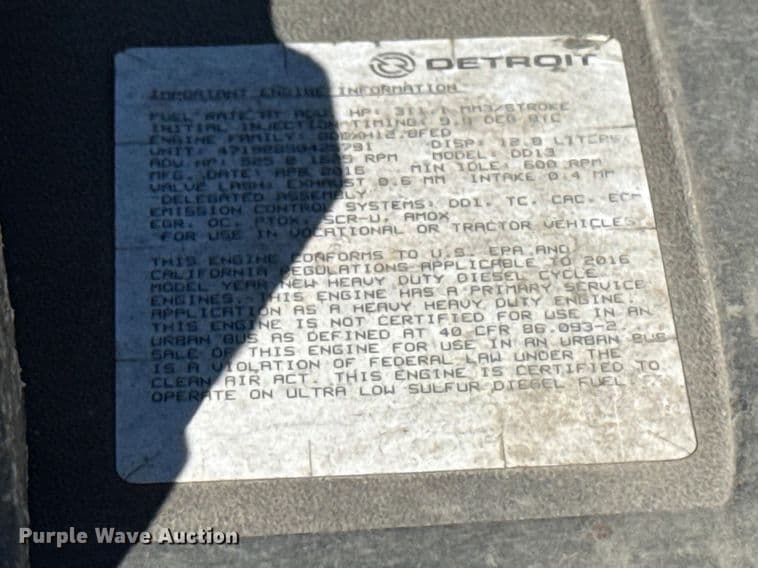 DETROIT
IMPORTANT ENGINE INFORMATION
FUEL RATE AT ADV. HP: 311.1 MM3/STROKE
INITIAL INJECTION TIMING: DEG BTC
ENGINE FAMILY:
UNIT: DISP: 12.8 LITERS
ADV. HP: RPM MODEL: DD13
MFG. DATE: APR 2016 MIN IDLE: 600 RPM
VALVE LASH: EXHAUST 0.6 MM INTAKE 0.4 MM
DELEGATED ASSEMBLY
EMISSION CONTROL SYSTEMS: DDI, TC, CAC, ECM
EGR, OC, PTOX, SCR-U, AMOX
FOR USE IN VOCATIONAL OR TRACTOR VEHICLES
THIS ENGINE CONFORMS TO U.S. EPA AND
CALIFORNIA REGULATIONS APPLICABLE TO 2016
MODEL YEAR NEW HEAVY DUTY DIESEL CYCLE
ENGINES. THIS ENGINE HAS A PRIMARY SERVICE
APPLICATION AS A HEAVY HEAVY DUTY ENGINE.
THIS ENGINE IS NOT CERTIFIED FOR USE IN AN
URBAN BUS AS DEFINED AT 40 CFR 86.093-2.
SALE OF THIS ENGINE FOR USE IN AN URBAN BUS
IS A VIOLATION OF FEDERAL LAW UNDER THE
CLEAN AIR ACT. THIS ENGINE IS CERTIFIED TO
OPERATE ON ULTRA LOW SULFUR DIESEL FUEL
Purple Wave Auction